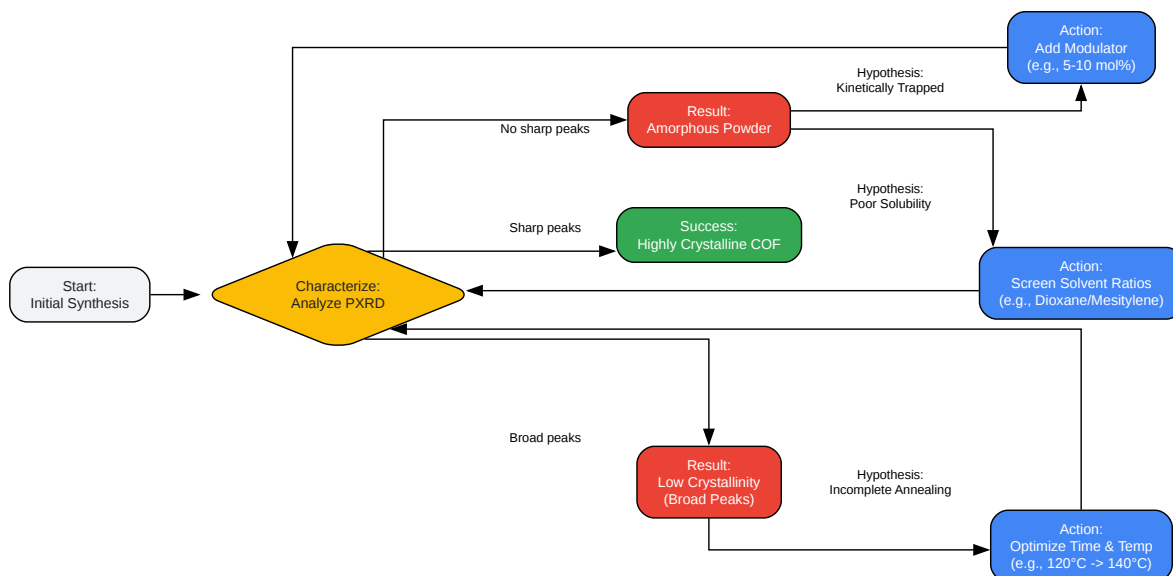 Action:
Add Modulator
(e.g., 5-10 mol%)
Hypothesis:
Kinetically Trapped
Result:
Amorphous Powder
No sharp peaks
Hypothesis:
Poor Solubility
Sharp peaks
Success:
Highly Crystalline COF
Action:
Screen Solvent Ratios
(e.g., Dioxane/Mesitylene)
Start:
Initial Synthesis
Characterize:
Analyze PXRD
Broad peaks
Result:
Low Crystallinity
(Broad Peaks)
Hypothesis:
Incomplete Annealing
Action:
Optimize Time & Temp
(e.g., 120°C -> 140°C)